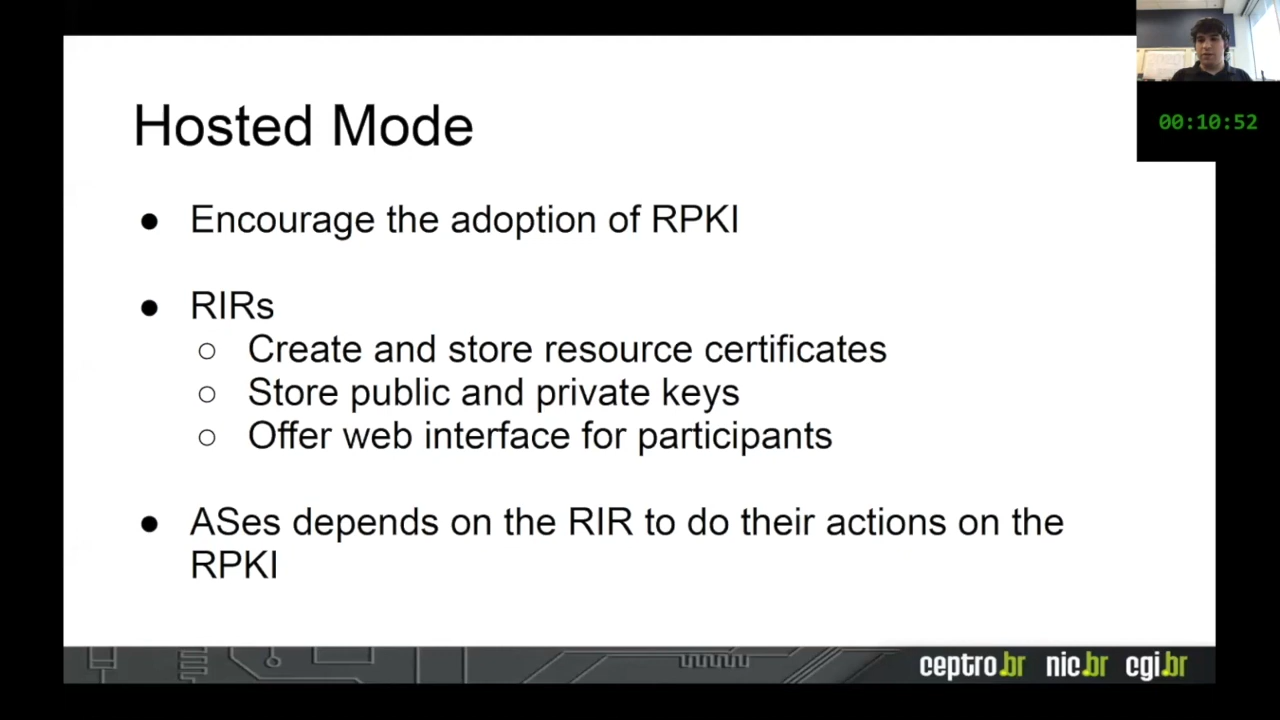 Hosted Mode
00:10:52
● Encourage the adoption of RPKI
● RIRs
○ Create and store resource certificates
○ Store public and private keys
○ Offer web interface for participants
● ASes depends on the RIR to do their actions on the
RPKI
ceptro.br nic.br cgi.br